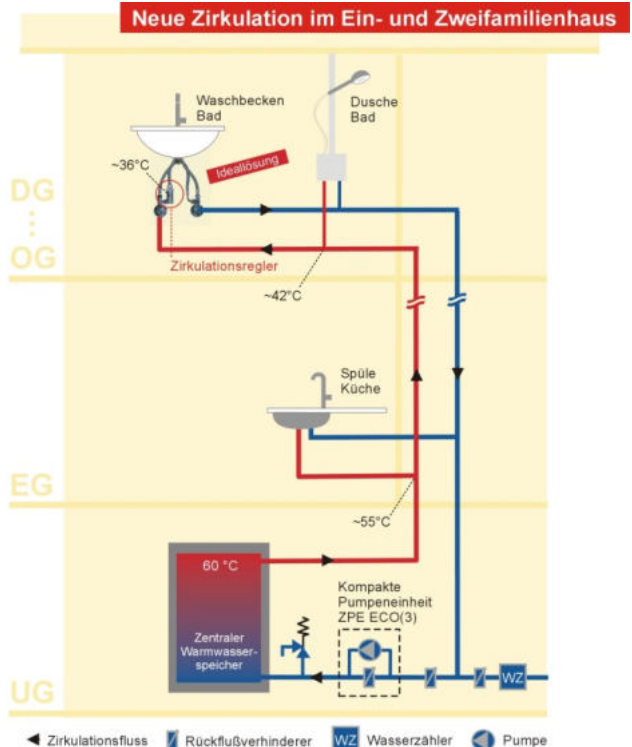 Neue Zirkulation im Ein- und Zweifamilienhaus
Waschbecken
Bad
Dusche
Bad
~36°C
Ideallösung
DG
OG
Zirkulationsregler
~42°C
Spüle
Küche
EG
~55°C
60 °C
Kompakte
Pumpeneinheit
ZPE ECO(3)
Zentraler
Warmwasser-
speicher
WZ
UG
Zirkulationsfluss
Rückflußverhinderer
WZ Wasserzähler
Pumpe